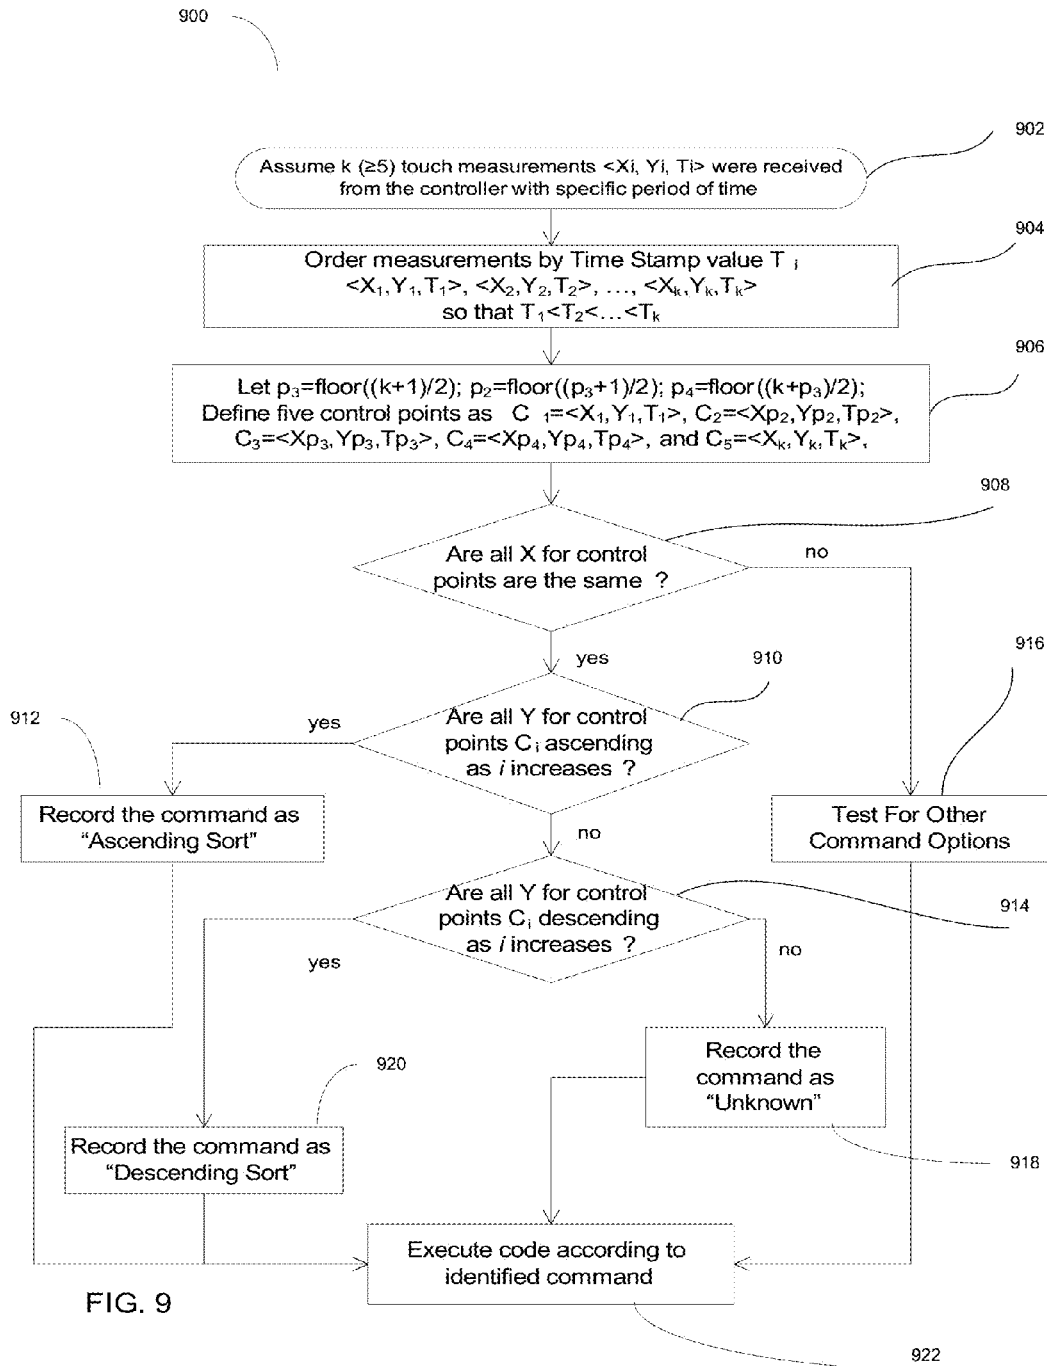 900
902
Assume k (≥5) touch measurements <Xi, Yi, Ti> were received
from the controller with specific period of time
904
Order measurements by Time Stamp value T i
<X1,Y1,T1>, <X2,Y2,T2>, …, <Xk,Yk,Tk>
so that T1<T2<…<Tk
906
Let p3=floor((k+1)/2); p2=floor((p3+1)/2); p4=floor((k+p3)/2);
Define five control points as C 1=<X1,Y1,T1>, C2=<Xp2,Yp2,Tp2>,
C3=<Xp3,Yp3,Tp3>, C4=<Xp4,Yp4,Tp4>, and C5=<Xk,Yk,Tk>,
908
Are all X for control
points are the same ?
no
yes
910
916
912
yes
Are all Y for control
points Ci ascending
as i increases ?
Record the command as
“Ascending Sort”
Test For Other
Command Options
no
Are all Y for control
points Ci descending
as i increases ?
914
yes
no
920
Record the
command as
“Unknown”
Record the command as
“Descending Sort”
918
Execute code according to
identified command
FIG. 9
922